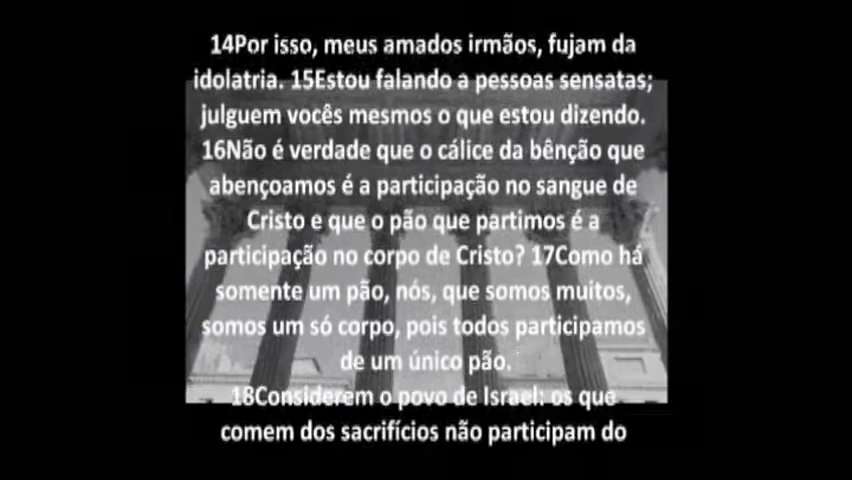 14Por isso, meus amados irmãos, fujam da
idolatria. 15Estou falando a pessoas sensatas;
julguem vocês mesmos o que estou dizendo.
16Não é verdade que o cálice da bênção que
abençoamos é a participação no sangue de
Cristo e que o pão que partimos é a
participação no corpo de Cristo? 17Como há
somente um pão, nós, que somos muitos,
somos um só corpo, pois todos participamos
de um único pão.
18Considerem o povo de Israel: os que
comem dos sacrifícios não participam do